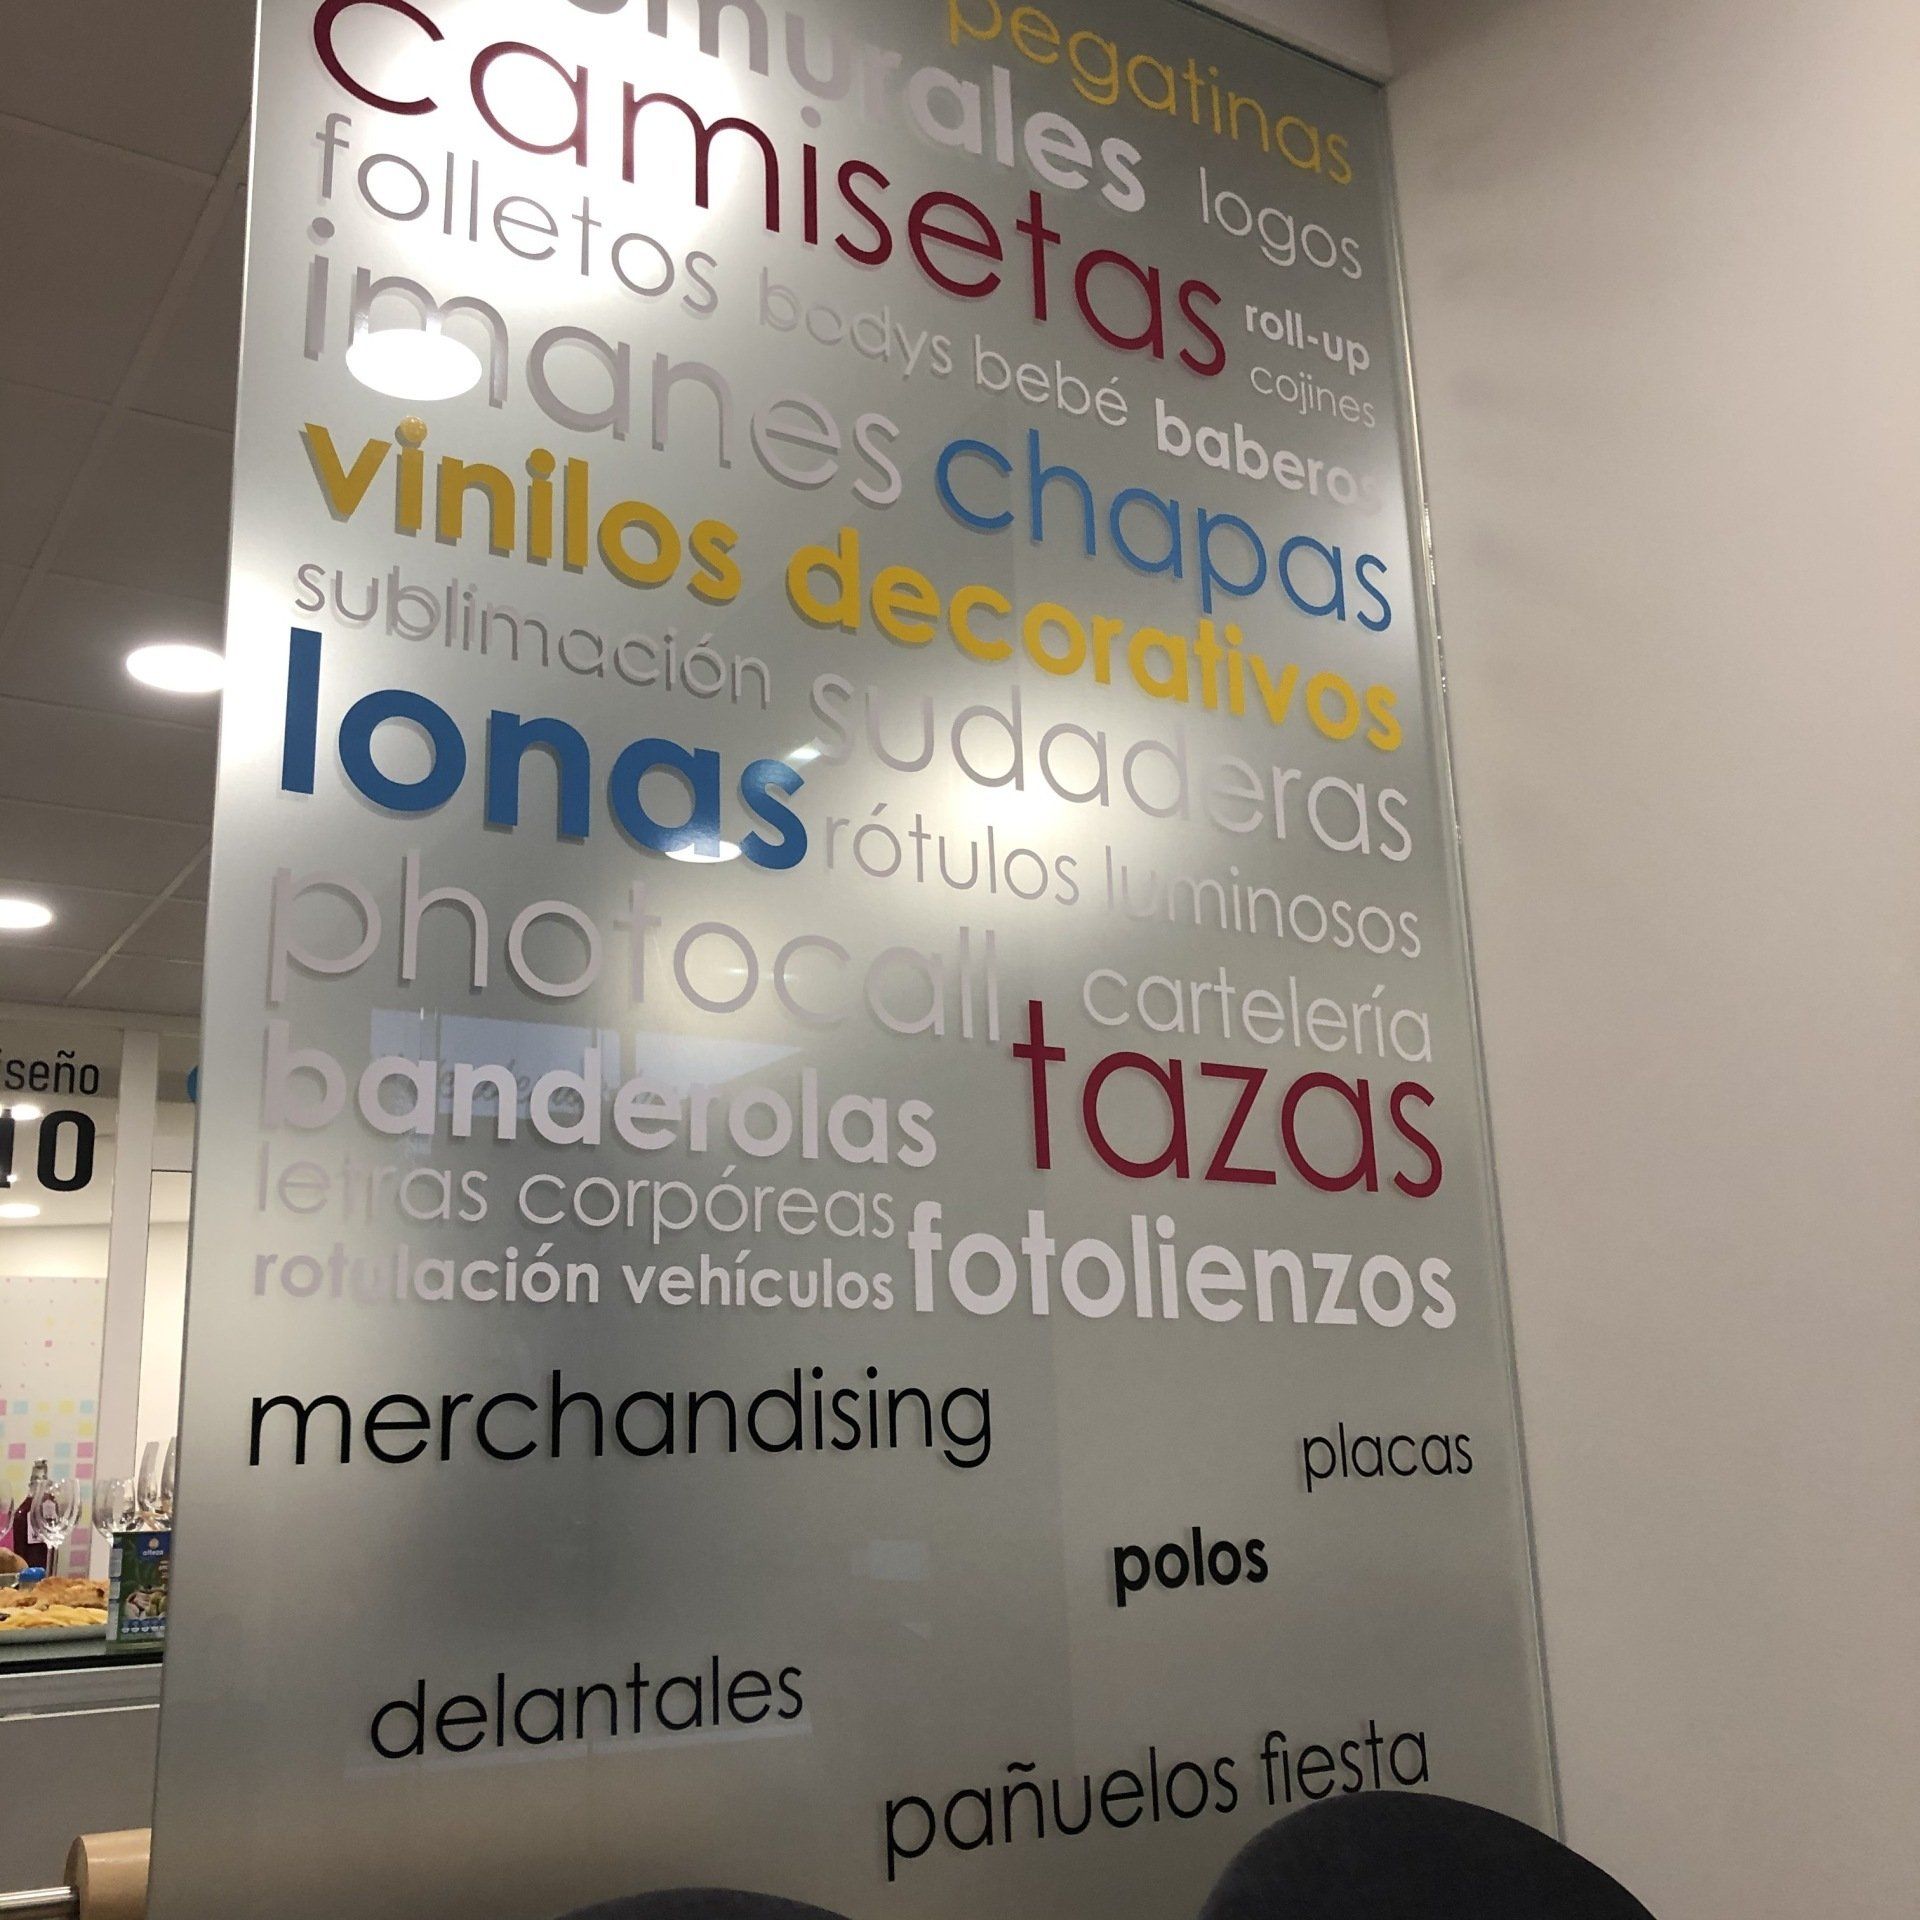 pegatinas
camisetas
logos
folletos
roll-up
bodys bebé
cojines
imanes
baberos
chapas
vinilos decorativos
sublimación
sudaderas
lonas
rótulos luminosos
photocall
cartelería
banderolas
tazas
letras corpóreas
fotolienzos
rotulación vehículos
merchandising
placas
polos
delantales
pañuelos fiesta
alteza